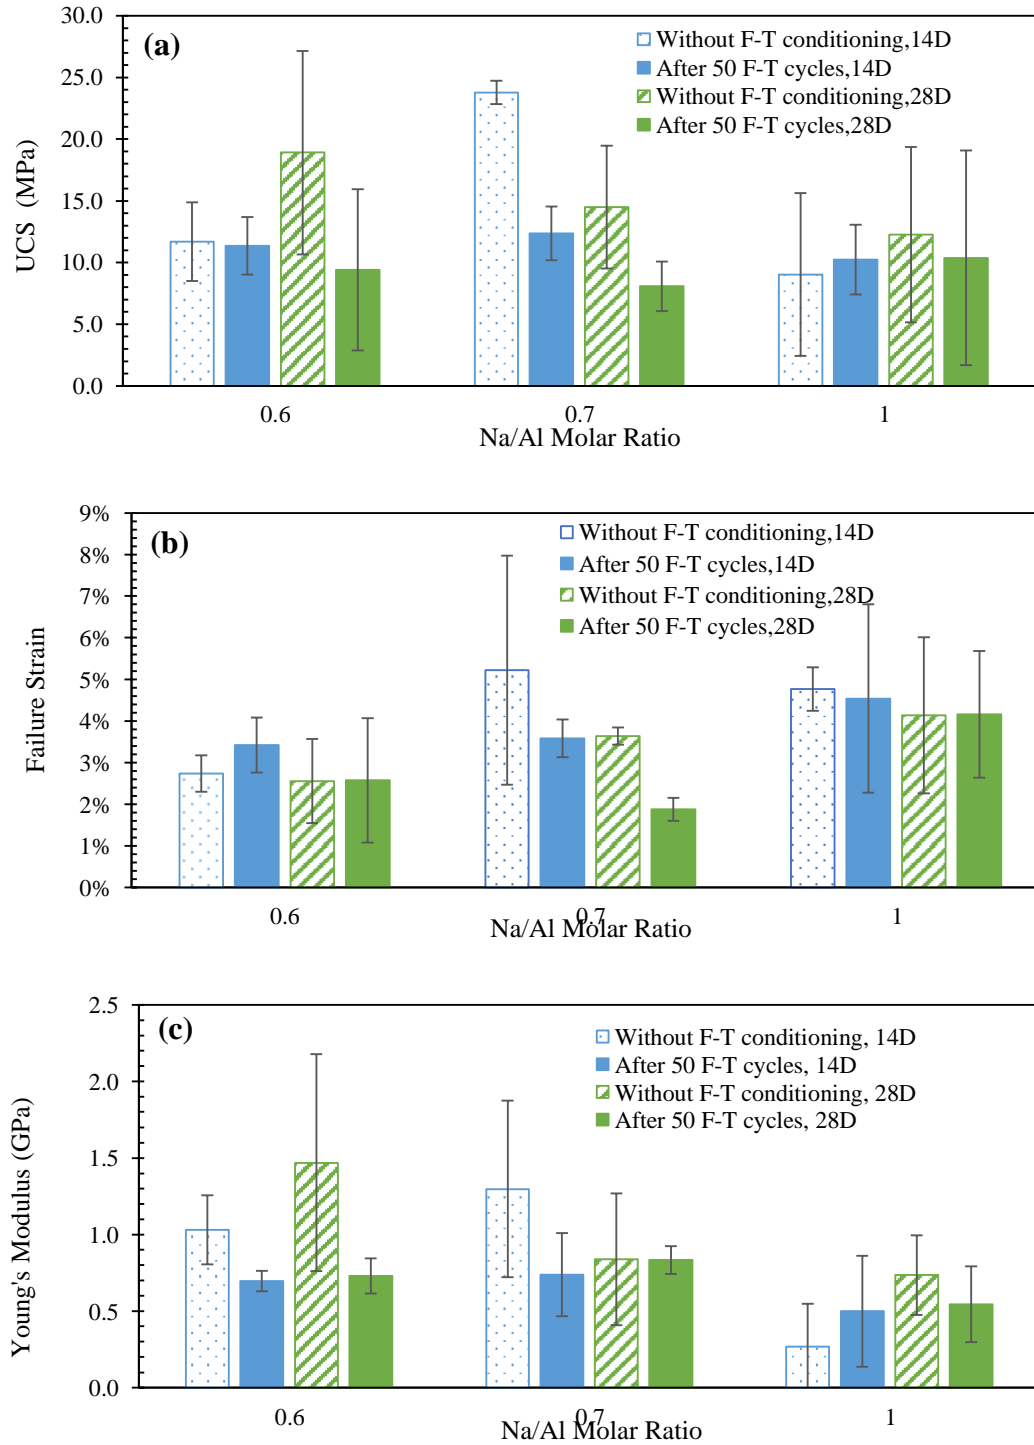 30.0
25.0
20.0
15.0
10.0
5.0
0.0
UCS (MPa)
(a)
Without F-T conditioning,14D
After 50 F-T cycles,14D
Without F-T conditioning,28D
After 50 F-T cycles,28D
0.6 0.7 1
Na/Al Molar Ratio
9%
8%
7%
6%
5%
4%
3%
2%
1%
0%
Failure Strain
(b)
Without F-T conditioning,14D
After 50 F-T cycles,14D
Without F-T conditioning,28D
After 50 F-T cycles,28D
0.6 0.7 1
Na/Al Molar Ratio
2.5
2.0
1.5
1.0
0.5
0.0
Young's Modulus (GPa)
(c)
Without F-T conditioning, 14D
After 50 F-T cycles, 14D
Without F-T conditioning, 28D
After 50 F-T cycles, 28D
0.6 0.7 1
Na/Al Molar Ratio